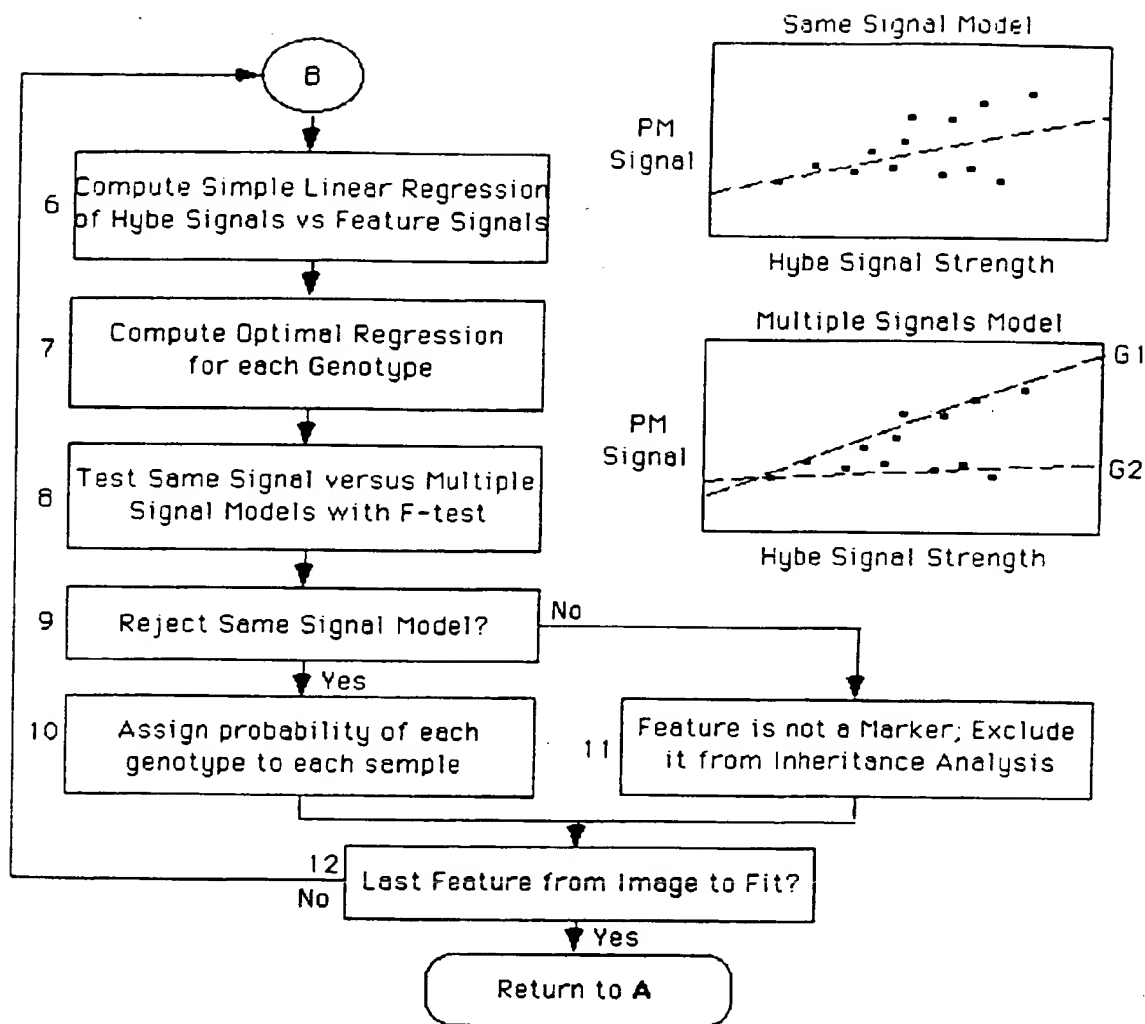 B
6
Compute Simple Linear Regression
of Hybe Signals vs Feature Signals
7
Compute Optimal Regression
for each Genotype
8
Test Same Signal versus Multiple
Signal Models with F-test
9
Reject Same Signal Model?
No
Yes
10
Assign probability of each
genotype to each sample
11
Feature is not a Marker; Exclude
it from Inheritance Analysis
12
No
Last Feature from Image to Fit?
Yes
Return to A
Same Signal Model
PM
Signal
Hybe Signal Strength
Multiple Signals Model
G1
PM
Signal
G2
Hybe Signal Strength